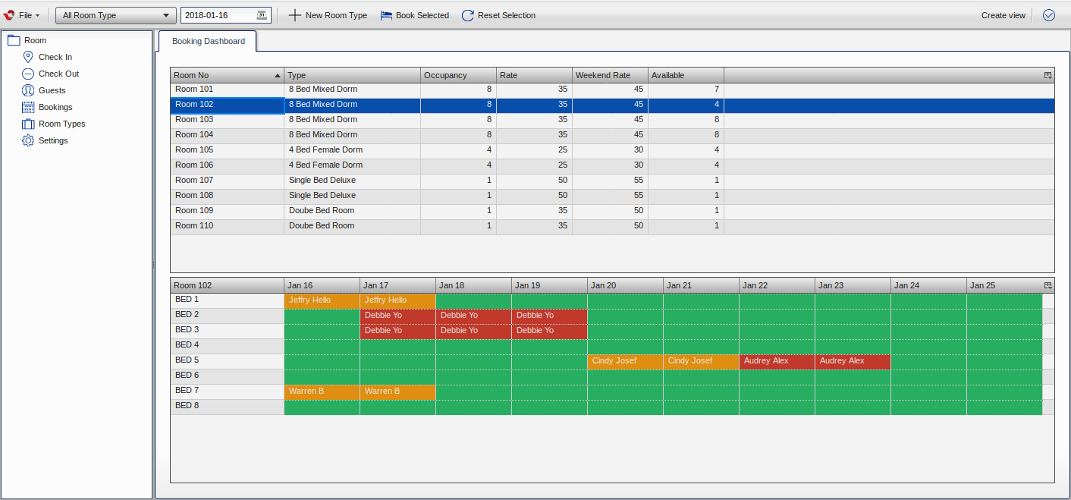 File All Room Type 2018-01-16 31 New Room Type Book Selected Reset Selection Create view
Room
Check In
Check Out
Guests
Bookings
Room Types
Settings
Booking Dashboard
Room No Type Occupancy Rate Weekend Rate Available
Room 101 8 Bed Mixed Dorm 8 35 45 7
Room 102 8 Bed Mixed Dorm 8 35 45 4
Room 103 8 Bed Mixed Dorm 8 35 45 8
Room 104 8 Bed Mixed Dorm 8 35 45 8
Room 105 4 Bed Female Dorm 4 25 30 4
Room 106 4 Bed Female Dorm 4 25 30 4
Room 107 Single Bed Deluxe 1 50 55 1
Room 108 Single Bed Deluxe 1 50 55 1
Room 109 Doube Bed Room 1 35 50 1
Room 110 Doube Bed Room 1 35 50 1
Room 102 Jan 16 Jan 17 Jan 18 Jan 19 Jan 20 Jan 21 Jan 22 Jan 23 Jan 24 Jan 25
BED 1 Jeffry Hello Jeffry Hello
BED 2 Debbie Yo Debbie Yo Debbie Yo
BED 3 Debbie Yo Debbie Yo Debbie Yo
BED 4
BED 5 Cindy Josef Cindy Josef Audrey Alex Audrey Alex
BED 6
BED 7 Warren B Warren B
BED 8